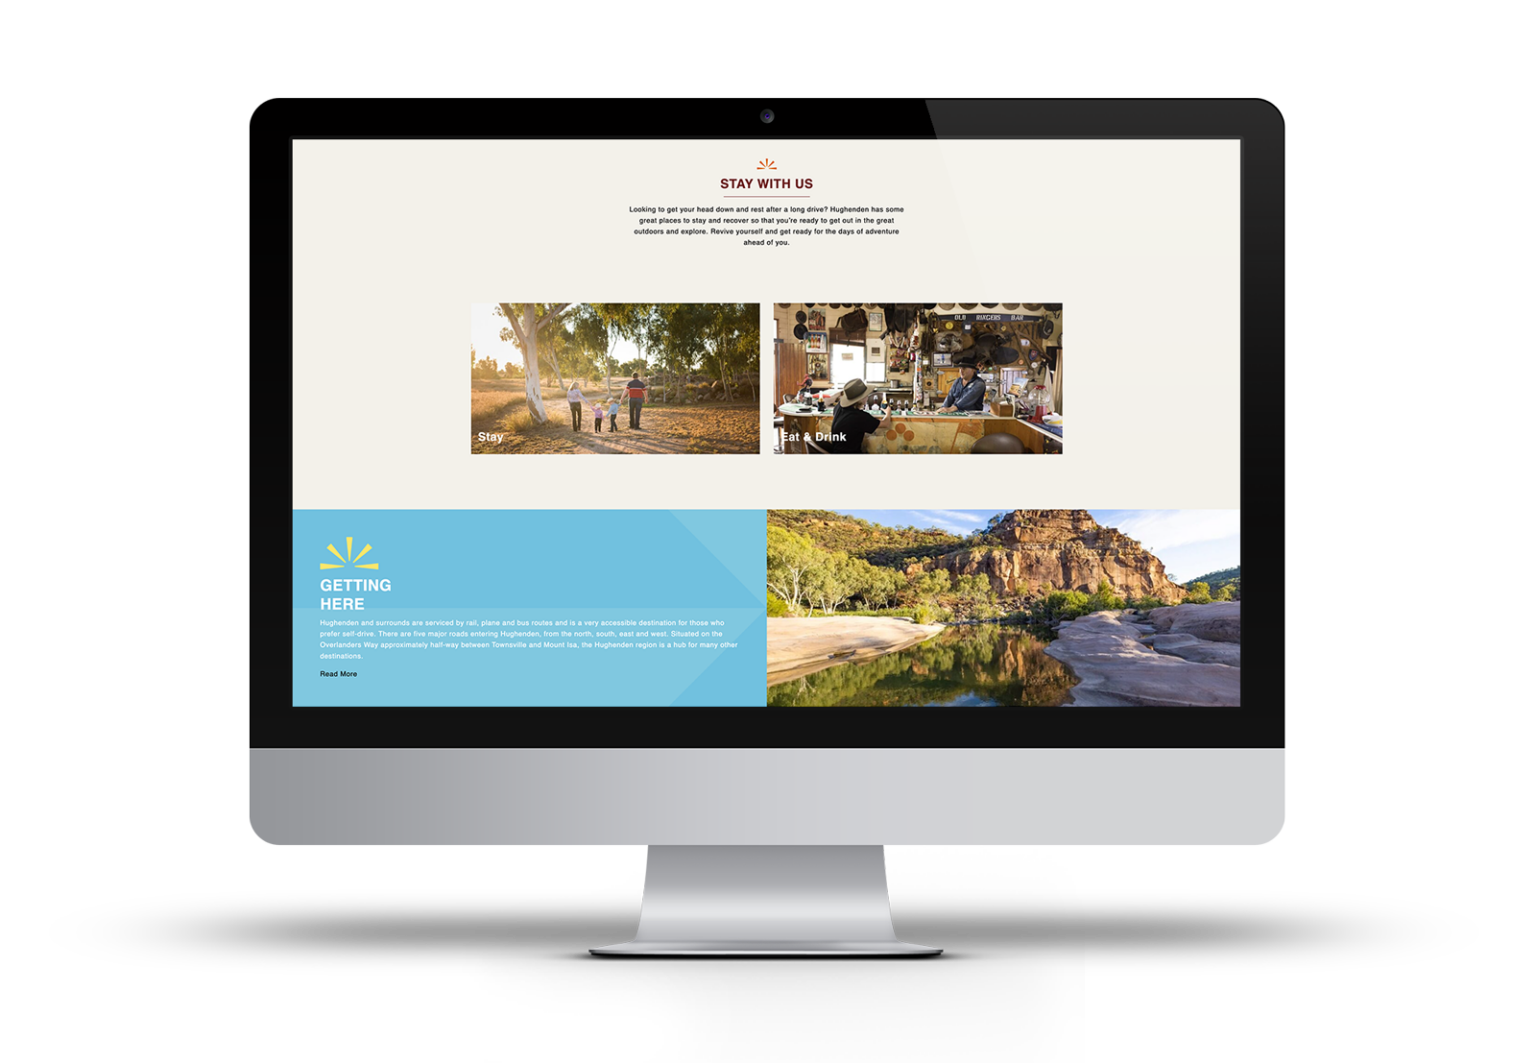 STAY WITH US
Looking to get your head down and rest after a long drive? Hughenden has some
great places to stay and recover so that you're ready to get out in the great
outdoors and explore. Revive yourself and get ready for the days of adventure
ahead of you.
OLD RINGERS BAR
Stay
Eat & Drink
GETTING
HERE
Hughenden and surrounds are serviced by rail, plane and bus routes and is a very accessible destination for those who
prefer self-drive. There are five major roads entering Hughenden, from the north, south, east and west. Situated on the
Overlanders Way approximately half-way between Townsville and Mount Isa, the Hughenden region is a hub for many other
destinations.
Read More